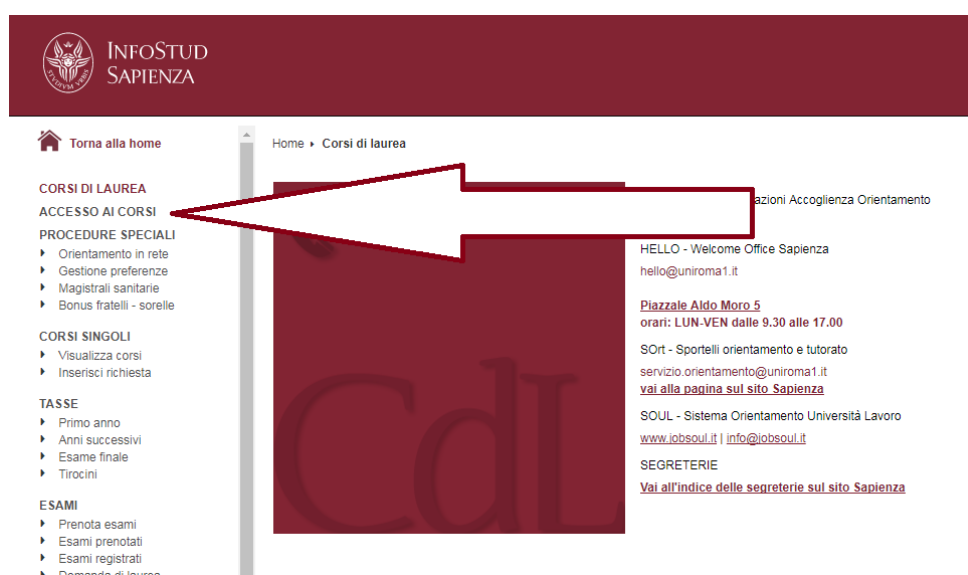 INFOSTUD
SAPIENZA
STUDIUM URBIS
Torna alla home
CORSI DI LAUREA
ACCESSO AI CORSI
PROCEDURE SPECIALI
Orientamento in rete
Gestione preferenze
Magistrali sanitarie
Bonus fratelli - sorelle
CORSI SINGOLI
Visualizza corsi
Inserisci richiesta
TASSE
Primo anno
Anni successivi
Esame finale
Tirocini
ESAMI
Prenota esami
Esami prenotati
Esami registrati
Domanda di laurea
Home ▸ Corsi di laurea
CdL
azioni Accoglienza Orientamento
HELLO - Welcome Office Sapienza
hello@uniroma1.it
Piazzale Aldo Moro 5
orari: LUN-VEN dalle 9.30 alle 17.00
SOrt - Sportelli orientamento e tutorato
servizio.orientamento@uniroma1.it
vai alla pagina sul sito Sapienza
SOUL - Sistema Orientamento Università Lavoro
www.jobsoul.it | info@jobsoul.it
SEGRETERIE
Vai all'indice delle segreterie sul sito Sapienza